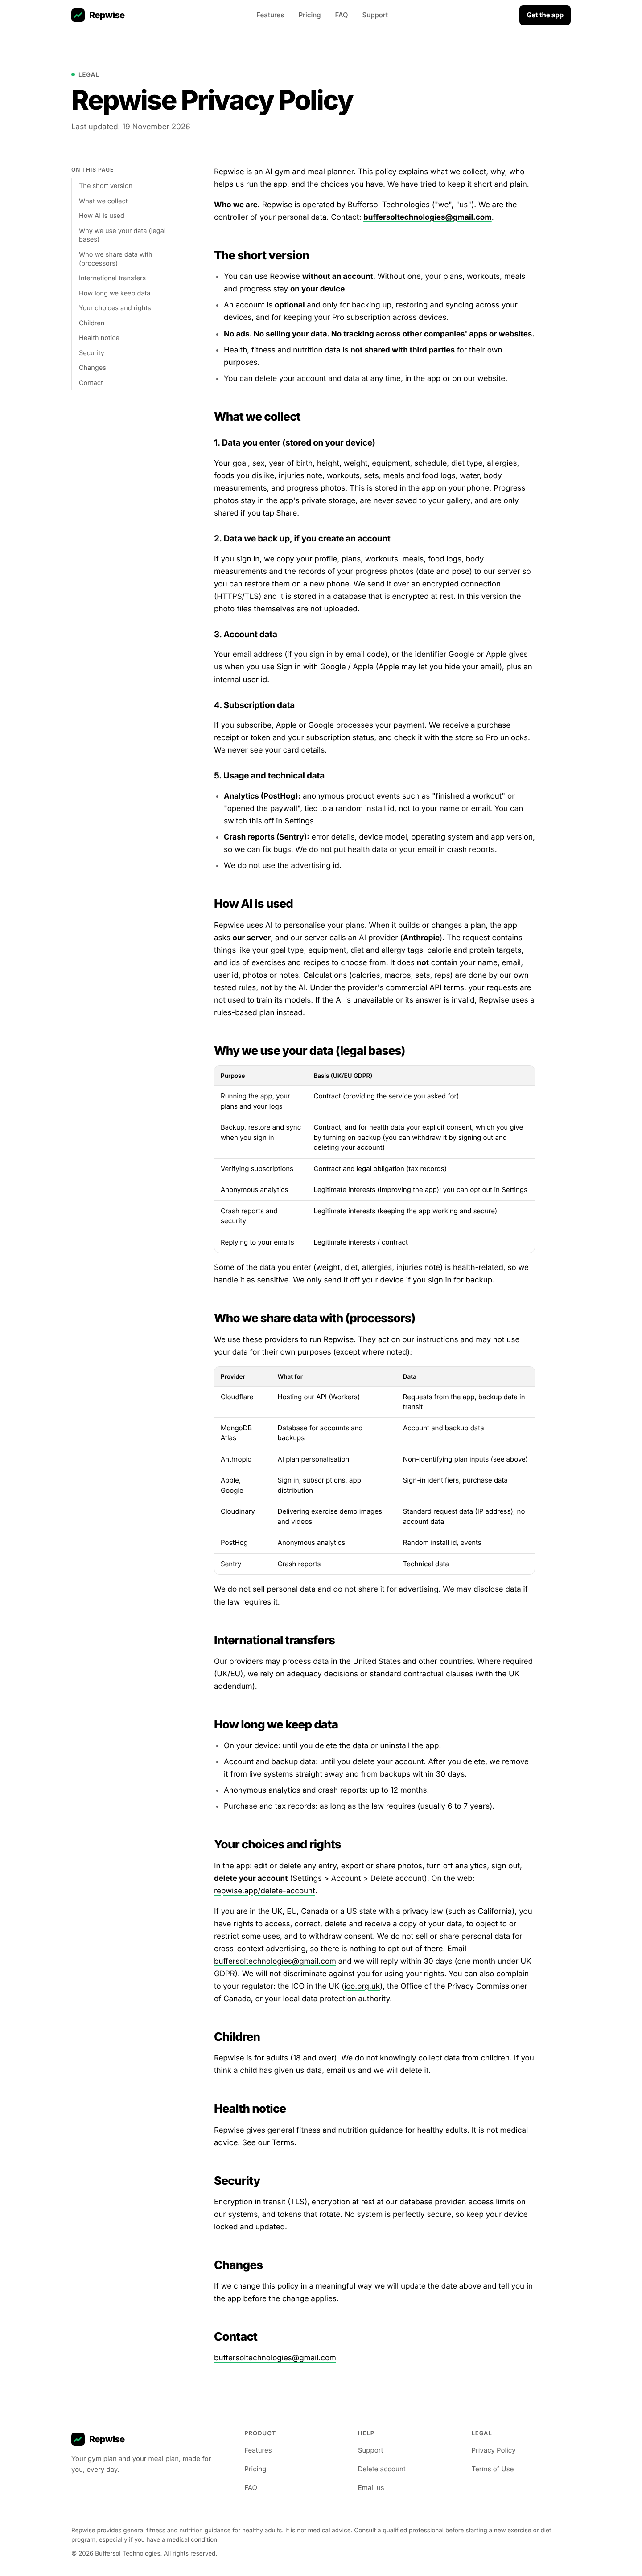 Repwise
Features
Pricing
FAQ
Support
Get the app
LEGAL
Repwise Privacy Policy
Last updated: 19 November 2026
ON THIS PAGE
The short version
What we collect
How AI is used
Why we use your data (legal
bases)
Who we share data with
(processors)
International transfers
How long we keep data
Your choices and rights
Children
Health notice
Security
Changes
Contact
Repwise is an AI gym and meal planner. This policy explains what we collect, why, who
helps us run the app, and the choices you have. We have tried to keep it short and plain.
Who we are. Repwise is operated by Buffersol Technologies ("we", "us"). We are the
controller of your personal data. Contact: buffersoltechnologies@gmail.com.
The short version
• You can use Repwise without an account. Without one, your plans, workouts, meals
and progress stay on your device.
• An account is optional and only for backing up, restoring and syncing across your
devices, and for keeping your Pro subscription across devices.
• No ads. No selling your data. No tracking across other companies' apps or websites.
• Health, fitness and nutrition data is not shared with third parties for their own
purposes.
• You can delete your account and data at any time, in the app or on our website.
What we collect
1. Data you enter (stored on your device)
Your goal, sex, year of birth, height, weight, equipment, schedule, diet type, allergies,
foods you dislike, injuries note, workouts, sets, meals and food logs, water, body
measurements, and progress photos. This is stored in the app on your phone. Progress
photos stay in the app's private storage, are never saved to your gallery, and are only
shared if you tap Share.
2. Data we back up, if you create an account
If you sign in, we copy your profile, plans, workouts, meals, food logs, body
measurements and the records of your progress photos (date and pose) to our server so
you can restore them on a new phone. We send it over an encrypted connection
(HTTPS/TLS) and it is stored in a database that is encrypted at rest. In this version the
photo files themselves are not uploaded.
3. Account data
Your email address (if you sign in by email code), or the identifier Google or Apple gives
us when you use Sign in with Google / Apple (Apple may let you hide your email), plus an
internal user id.
4. Subscription data
If you subscribe, Apple or Google processes your payment. We receive a purchase
receipt or token and your subscription status, and check it with the store so Pro unlocks.
We never see your card details.
5. Usage and technical data
• Analytics (PostHog): anonymous product events such as "finished a workout" or
"opened the paywall", tied to a random install id, not to your name or email. You can
switch this off in Settings.
• Crash reports (Sentry): error details, device model, operating system and app version,
so we can fix bugs. We do not put health data or your email in crash reports.
• We do not use the advertising id.
How AI is used
Repwise uses AI to personalise your plans. When it builds or changes a plan, the app
asks our server, and our server calls an AI provider (Anthropic). The request contains
things like your goal type, equipment, diet and allergy tags, calorie and protein targets,
and ids of exercises and recipes to choose from. It does not contain your name, email,
user id, photos or notes. Calculations (calories, macros, sets, reps) are done by our own
tested rules, not by the AI. Under the provider's commercial API terms, your requests are
not used to train its models. If the AI is unavailable or its answer is invalid, Repwise uses a
rules-based plan instead.
Why we use your data (legal bases)
Purpose
Basis (UK/EU GDPR)
Running the app, your
plans and your logs
Contract (providing the service you asked for)
Backup, restore and sync
when you sign in
Contract, and for health data your explicit consent, which you give
by turning on backup (you can withdraw it by signing out and
deleting your account)
Verifying subscriptions
Contract and legal obligation (tax records)
Anonymous analytics
Legitimate interests (improving the app); you can opt out in Settings
Crash reports and
security
Legitimate interests (keeping the app working and secure)
Replying to your emails
Legitimate interests / contract
Some of the data you enter (weight, diet, allergies, injuries note) is health-related, so we
handle it as sensitive. We only send it off your device if you sign in for backup.
Who we share data with (processors)
We use these providers to run Repwise. They act on our instructions and may not use
your data for their own purposes (except where noted):
Provider
What for
Data
Cloudflare
Hosting our API (Workers)
Requests from the app, backup data in
transit
MongoDB
Atlas
Database for accounts and
backups
Account and backup data
Anthropic
AI plan personalisation
Non-identifying plan inputs (see above)
Apple,
Google
Sign in, subscriptions, app
distribution
Sign-in identifiers, purchase data
Cloudinary
Delivering exercise demo images
and videos
Standard request data (IP address); no
account data
PostHog
Anonymous analytics
Random install id, events
Sentry
Crash reports
Technical data
We do not sell personal data and do not share it for advertising. We may disclose data if
the law requires it.
International transfers
Our providers may process data in the United States and other countries. Where required
(UK/EU), we rely on adequacy decisions or standard contractual clauses (with the UK
addendum).
How long we keep data
• On your device: until you delete the data or uninstall the app.
• Account and backup data: until you delete your account. After you delete, we remove
it from live systems straight away and from backups within 30 days.
• Anonymous analytics and crash reports: up to 12 months.
• Purchase and tax records: as long as the law requires (usually 6 to 7 years).
Your choices and rights
In the app: edit or delete any entry, export or share photos, turn off analytics, sign out,
delete your account (Settings > Account > Delete account). On the web:
repwise.app/delete-account.
If you are in the UK, EU, Canada or a US state with a privacy law (such as California), you
have rights to access, correct, delete and receive a copy of your data, to object to or
restrict some uses, and to withdraw consent. We do not sell or share personal data for
cross-context advertising, so there is nothing to opt out of there. Email
buffersoltechnologies@gmail.com and we will reply within 30 days (one month under UK
GDPR). We will not discriminate against you for using your rights. You can also complain
to your regulator: the ICO in the UK (ico.org.uk), the Office of the Privacy Commissioner
of Canada, or your local data protection authority.
Children
Repwise is for adults (18 and over). We do not knowingly collect data from children. If you
think a child has given us data, email us and we will delete it.
Health notice
Repwise gives general fitness and nutrition guidance for healthy adults. It is not medical
advice. See our Terms.
Security
Encryption in transit (TLS), encryption at rest at our database provider, access limits on
our systems, and tokens that rotate. No system is perfectly secure, so keep your device
locked and updated.
Changes
If we change this policy in a meaningful way we will update the date above and tell you in
the app before the change applies.
Contact
buffersoltechnologies@gmail.com
Repwise
Your gym plan and your meal plan, made for
you, every day.
PRODUCT
Features
Pricing
FAQ
HELP
Support
Delete account
Email us
LEGAL
Privacy Policy
Terms of Use
Repwise provides general fitness and nutrition guidance for healthy adults. It is not medical advice. Consult a qualified professional before starting a new exercise or diet
program, especially if you have a medical condition.
© 2026 Buffersol Technologies. All rights reserved.